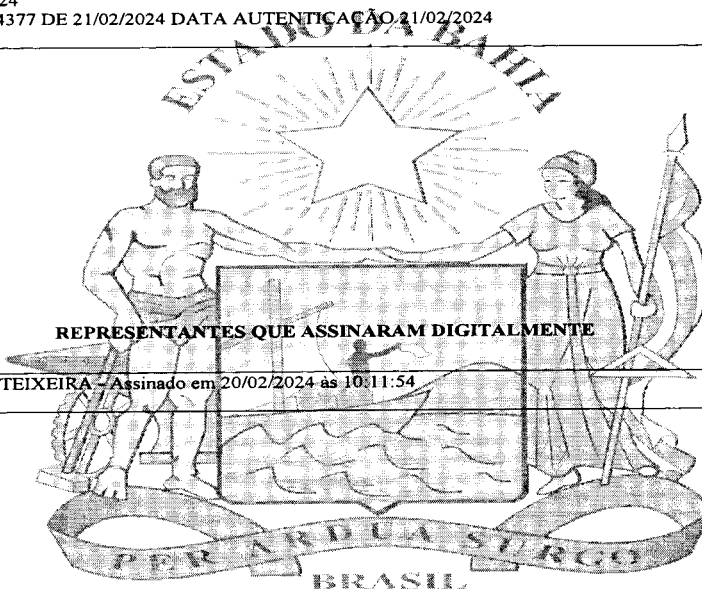 24
4377 DE 21/02/2024 DATA AUTENTICAÇÃO 21/02/2024
ESTADO DA BAHIA
REPRESENTANTES QUE ASSINARAM DIGITALMENTE
TEIXEIRA - Assinado em 20/02/2024 às 10:11:54
PER ARDUA SURGO
BRASIL